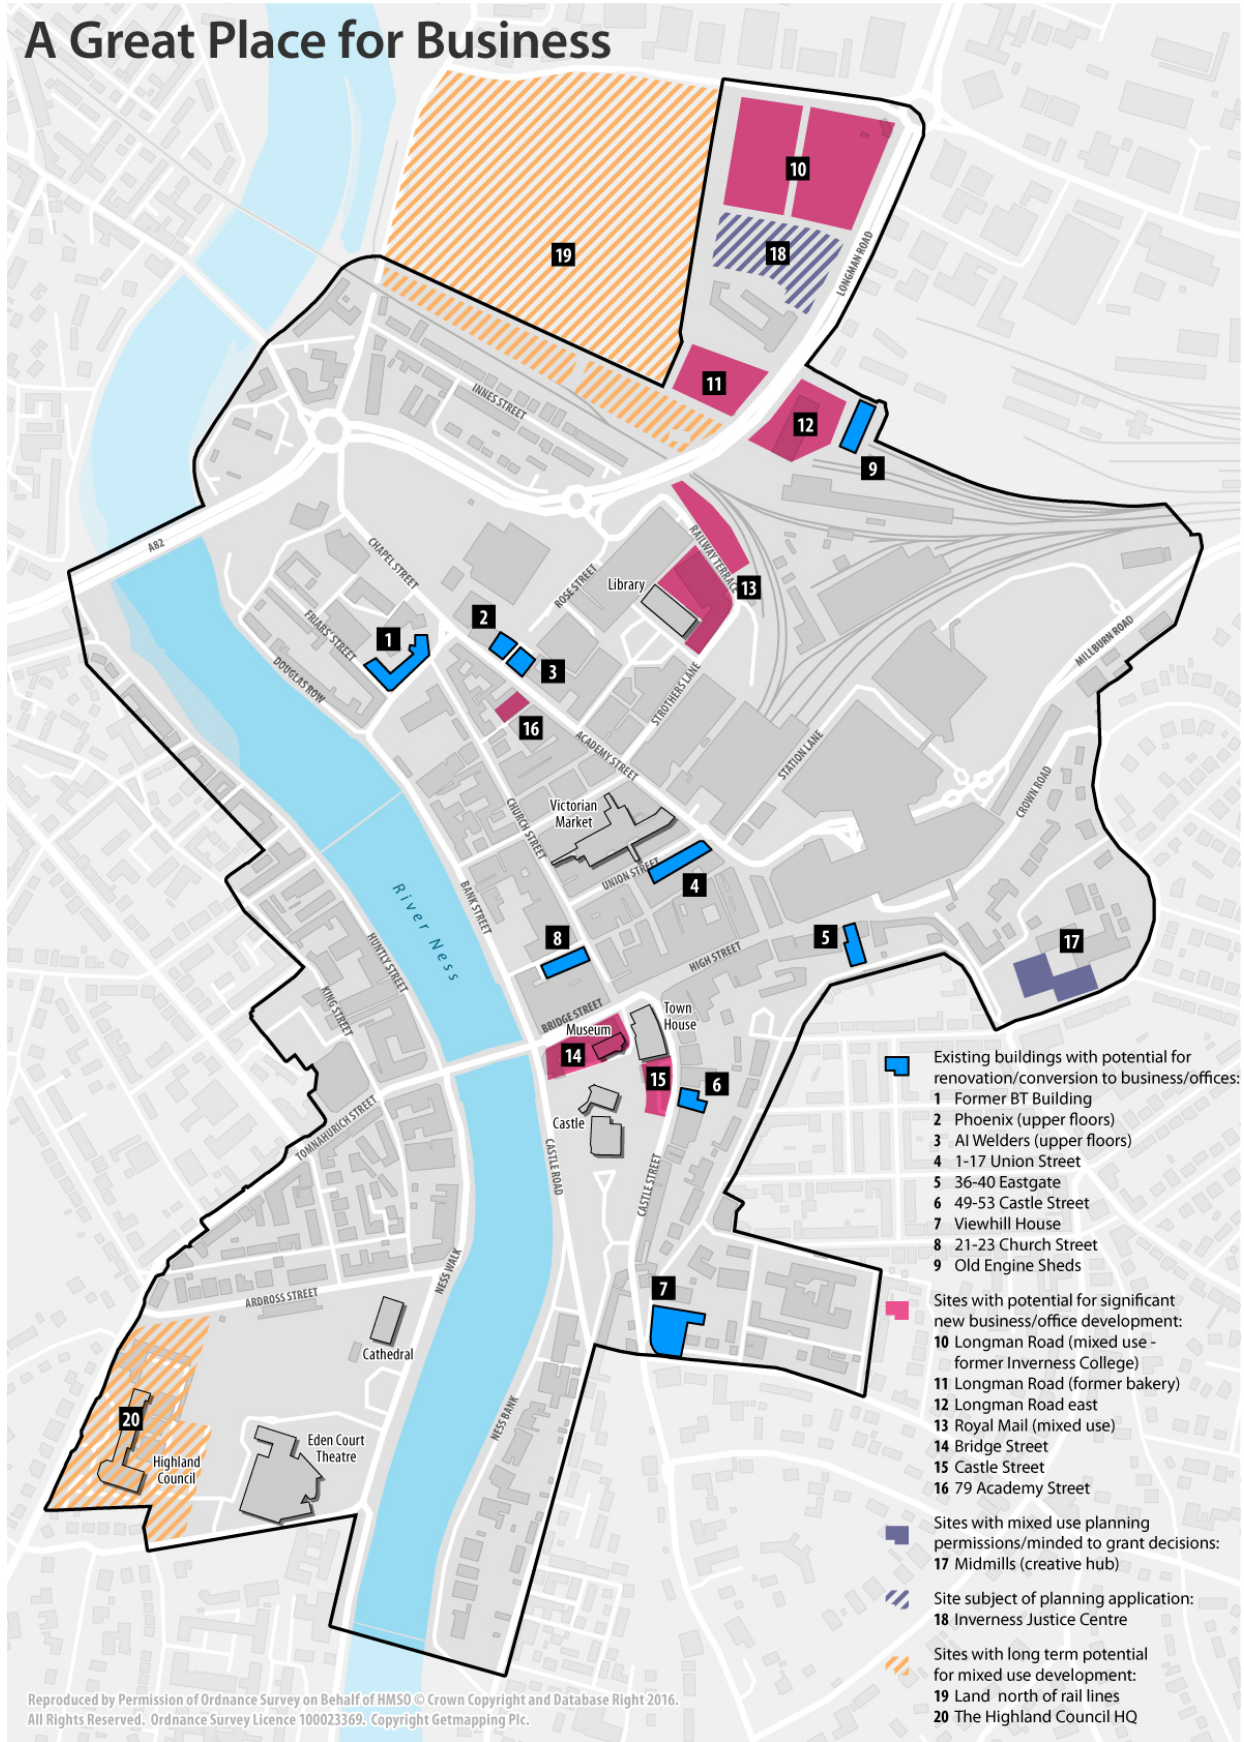 A Great Place for Business
10
19
18
LONGMAN ROAD
11
INNES STREET
12
9
A82
CHAPEL STREET
RAILWAY TERRACE
ROSE STREET
Library
13
2
FRIARS' STREET
1
3
MILLBURN ROAD
DOUGLAS ROW
STROTHERS LANE
16
ACADEMY STREET
STATION LANE
CROWN ROAD
Victorian
Market
CHURCH STREET
UNION STREET
4
River Ness
BANK STREET
8
5
17
HUNTLY STREET
HIGH STREET
KING STREET
BRIDGE STREET
Town
House
Museum
14
15
6
Castle
TOMNAHURICH STREET
CASTLE ROAD
CASTLE STREET
NESS WALK
7
ARDROSS STREET
Cathedral
20
NESS BANK
Eden Court
Theatre
Highland
Council
Existing buildings with potential for
renovation/conversion to business/offices:
1 Former BT Building
2 Phoenix (upper floors)
3 AI Welders (upper floors)
4 1-17 Union Street
5 36-40 Eastgate
6 49-53 Castle Street
7 Viewhill House
8 21-23 Church Street
9 Old Engine Sheds
Sites with potential for significant
new business/office development:
10 Longman Road (mixed use -
former Inverness College)
11 Longman Road (former bakery)
12 Longman Road east
13 Royal Mail (mixed use)
14 Bridge Street
15 Castle Street
16 79 Academy Street
Sites with mixed use planning
permissions/minded to grant decisions:
17 Midmills (creative hub)
Site subject of planning application:
18 Inverness Justice Centre
Sites with long term potential
for mixed use development:
19 Land north of rail lines
20 The Highland Council HQ
Reproduced by Permission of Ordnance Survey on Behalf of HMSO © Crown Copyright and Database Right 2016.
All Rights Reserved. Ordnance Survey Licence 100023369. Copyright Getmapping Plc.